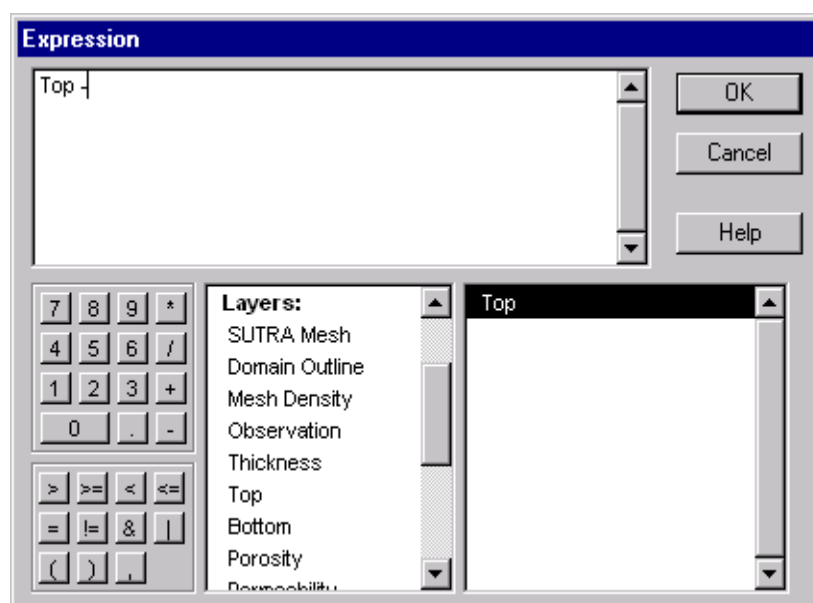 Expression
Top -
OK
Cancel
Help
7 8 9 *
4 5 6 /
1 2 3 +
0 . -
> >= < <=
= != & |
( ) ,
Layers:
SUTRA Mesh
Domain Outline
Mesh Density
Observation
Thickness
Top
Bottom
Porosity
Permeability
Top